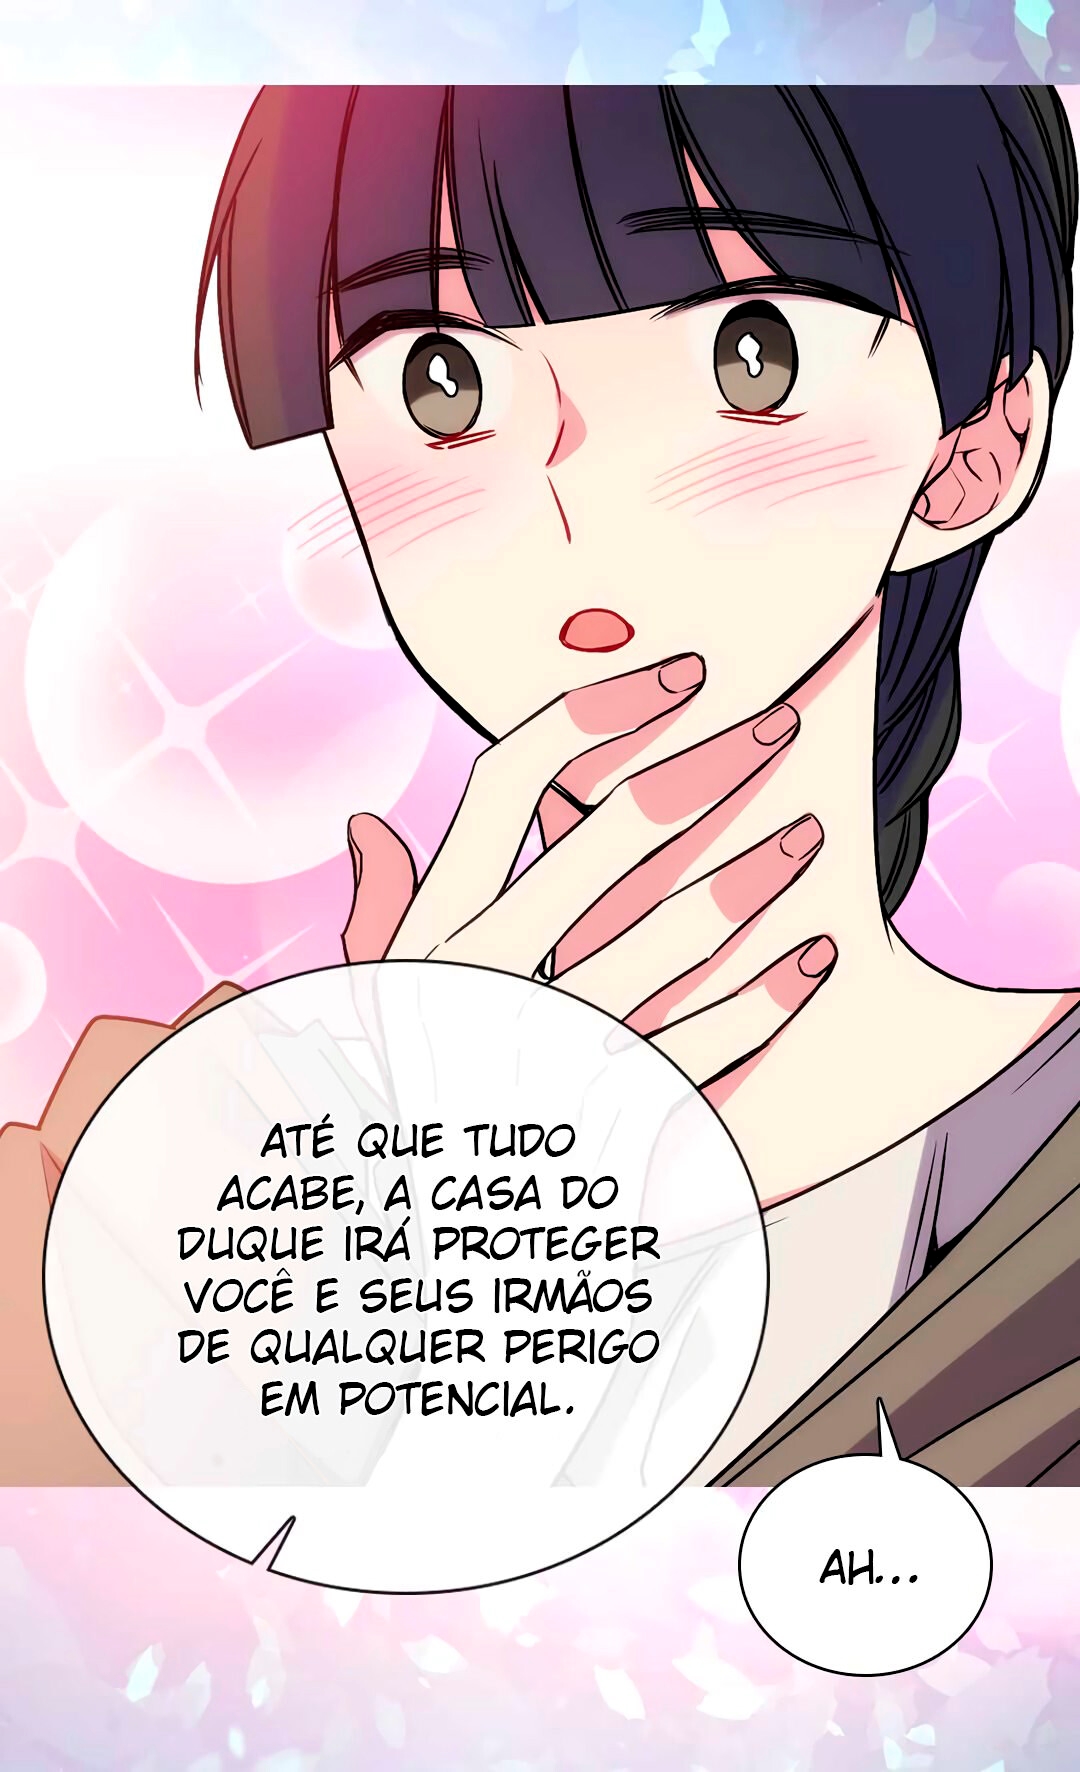 ATÉ QUE TUDO
ACABE, A CASA DO
DUQUE IRÁ PROTEGER
VOCÊ E SEUS IRMÃOS
DE QUALQUER PERIGO
EM POTENCIAL.
AH...